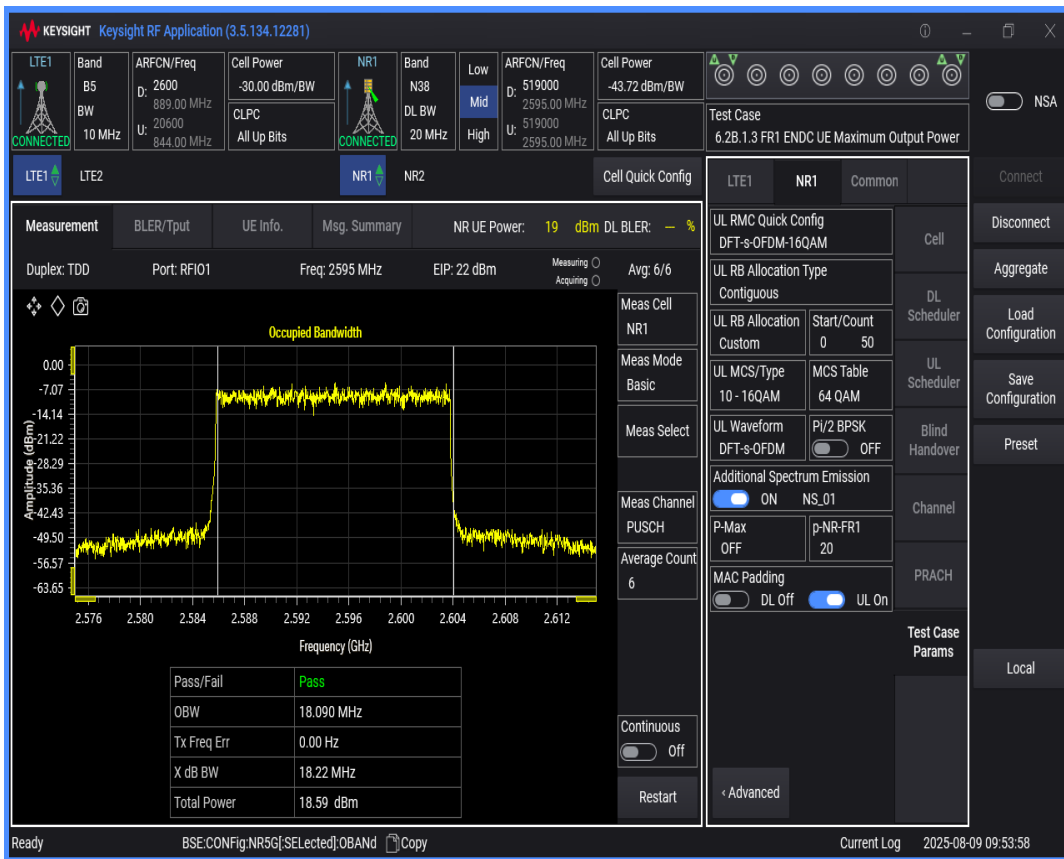 KEYSIGHT Keysight RF Application (3.5.134.12281)
LTE1
CONNECTED
Band
B5
BW
10 MHz
ARFCN/Freq
D: 2600
889.00 MHz
U: 20600
844.00 MHz
Cell Power
-30.00 dBm/BW
CLPC
All Up Bits
NR1
CONNECTED
Band
N38
DL BW
20 MHz
Low
Mid
High
ARFCN/Freq
D: 519000
2595.00 MHz
U: 519000
2595.00 MHz
Cell Power
-43.72 dBm/BW
CLPC
All Up Bits
Test Case
6.2B.1.3 FR1 ENDC UE Maximum Output Power
NSA
LTE1 LTE2 NR1 NR2 Cell Quick Config
Measurement BLER/Tput UE Info. Msg. Summary NR UE Power: 19 dBm DL BLER: -- %
Duplex: TDD Port: RFIO1 Freq: 2595 MHz EIP: 22 dBm Measuring Acquiring Avg: 6/6
Occupied Bandwidth
Amplitude (dBm)
0.00
-7.07
-14.14
-21.22
-28.29
-35.36
-42.43
-49.50
-56.57
-63.65
2.576 2.580 2.584 2.588 2.592 2.596 2.600 2.604 2.608 2.612
Frequency (GHz)
Pass/Fail Pass
OBW 18.090 MHz
Tx Freq Err 0.00 Hz
X dB BW 18.22 MHz
Total Power 18.59 dBm
Meas Cell
NR1
Meas Mode
Basic
Meas Select
Meas Channel
PUSCH
Average Count
6
Continuous
Off
Restart
LTE1 NR1 Common
UL RMC Quick Config
DFT-s-OFDM-16QAM
UL RB Allocation Type
Contiguous
UL RB Allocation
Custom
Start/Count
0 50
UL MCS/Type
10 - 16QAM
MCS Table
64 QAM
UL Waveform
DFT-s-OFDM
Pi/2 BPSK
OFF
Additional Spectrum Emission
ON NS_01
P-Max
OFF
p-NR-FR1
20
MAC Padding
DL Off UL On
‹ Advanced
Cell
DL
Scheduler
UL
Scheduler
Blind
Handover
Channel
PRACH
Test Case
Params
Connect
Disconnect
Aggregate
Load
Configuration
Save
Configuration
Preset
Local
Ready BSE:CONFig:NR5G[:SELected]:OBANd Copy Current Log 2025-08-09 09:53:58